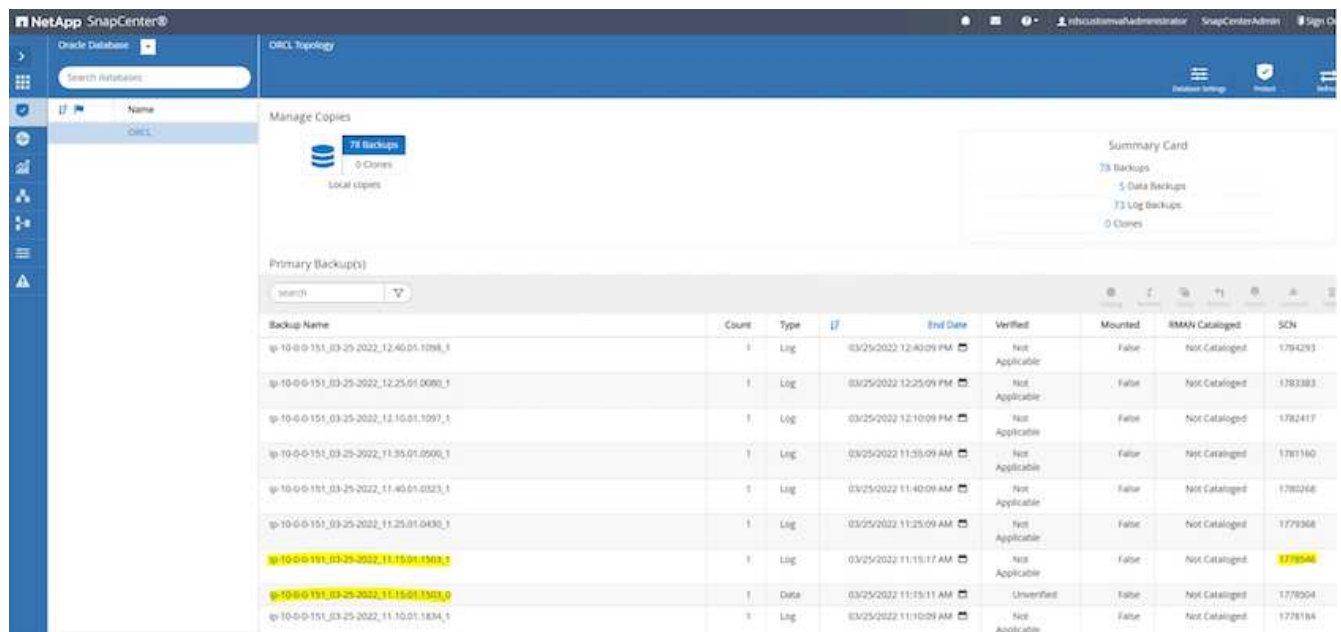 NetApp SnapCenter®
rdscustomval\administrator SnapCenterAdmin Sign O
Oracle Database
ORCL Topology
Search databases
Database Settings Protect Refres
Name
ORCL
Manage Copies
78 Backups
0 Clones
Local copies
Summary Card
78 Backups
5 Data Backups
73 Log Backups
0 Clones
Primary Backup(s)
search
Backup Name Count Type End Date Verified Mounted RMAN Cataloged SCN
ip-10-0-0-151_03-25-2022_12.40.01.1098_1 1 Log 03/25/2022 12:40:09 PM Not Applicable False Not Cataloged 1784293
ip-10-0-0-151_03-25-2022_12.25.01.0080_1 1 Log 03/25/2022 12:25:09 PM Not Applicable False Not Cataloged 1783383
ip-10-0-0-151_03-25-2022_12.10.01.1097_1 1 Log 03/25/2022 12:10:09 PM Not Applicable False Not Cataloged 1782417
ip-10-0-0-151_03-25-2022_11.55.01.0500_1 1 Log 03/25/2022 11:55:09 AM Not Applicable False Not Cataloged 1781160
ip-10-0-0-151_03-25-2022_11.40.01.0323_1 1 Log 03/25/2022 11:40:09 AM Not Applicable False Not Cataloged 1780268
ip-10-0-0-151_03-25-2022_11.25.01.0430_1 1 Log 03/25/2022 11:25:09 AM Not Applicable False Not Cataloged 1779368
ip-10-0-0-151_03-25-2022_11.15.01.1503_1 1 Log 03/25/2022 11:15:17 AM Not Applicable False Not Cataloged 1778546
ip-10-0-0-151_03-25-2022_11.15.01.1503_0 1 Data 03/25/2022 11:15:11 AM Unverified False Not Cataloged 1778504
ip-10-0-0-151_03-25-2022_11.10.01.1834_1 1 Log 03/25/2022 11:10:09 AM Not Applicable False Not Cataloged 1778184